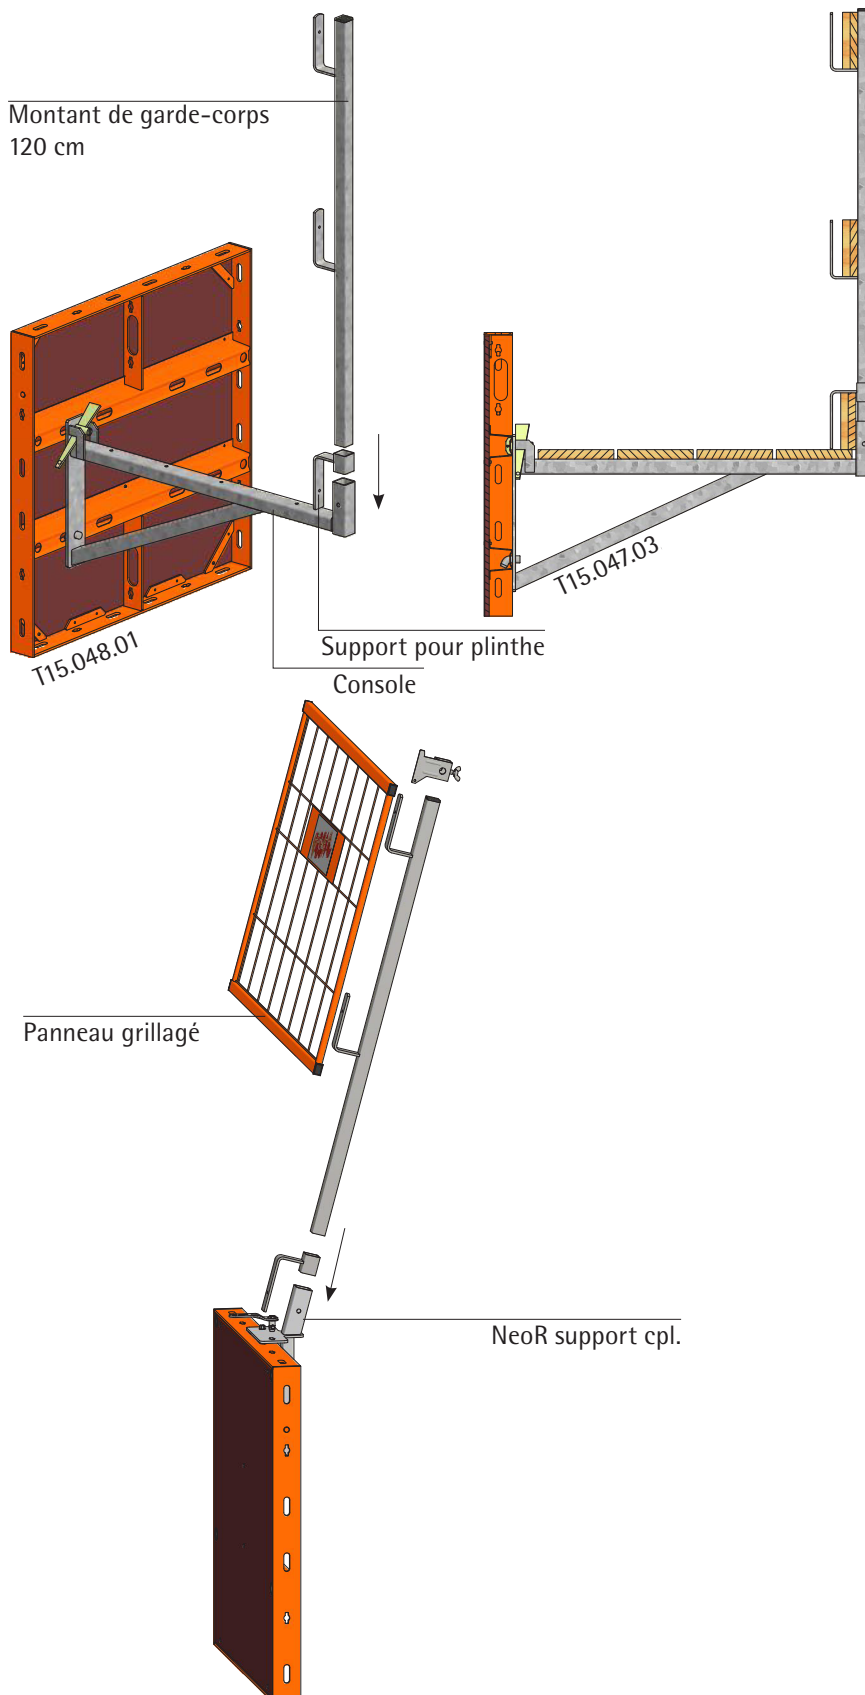 Montant de garde-corps
120 cm
T15.048.01
T15.047.03
Support pour plinthe
Console
Panneau grillagé
NeoR support cpl.